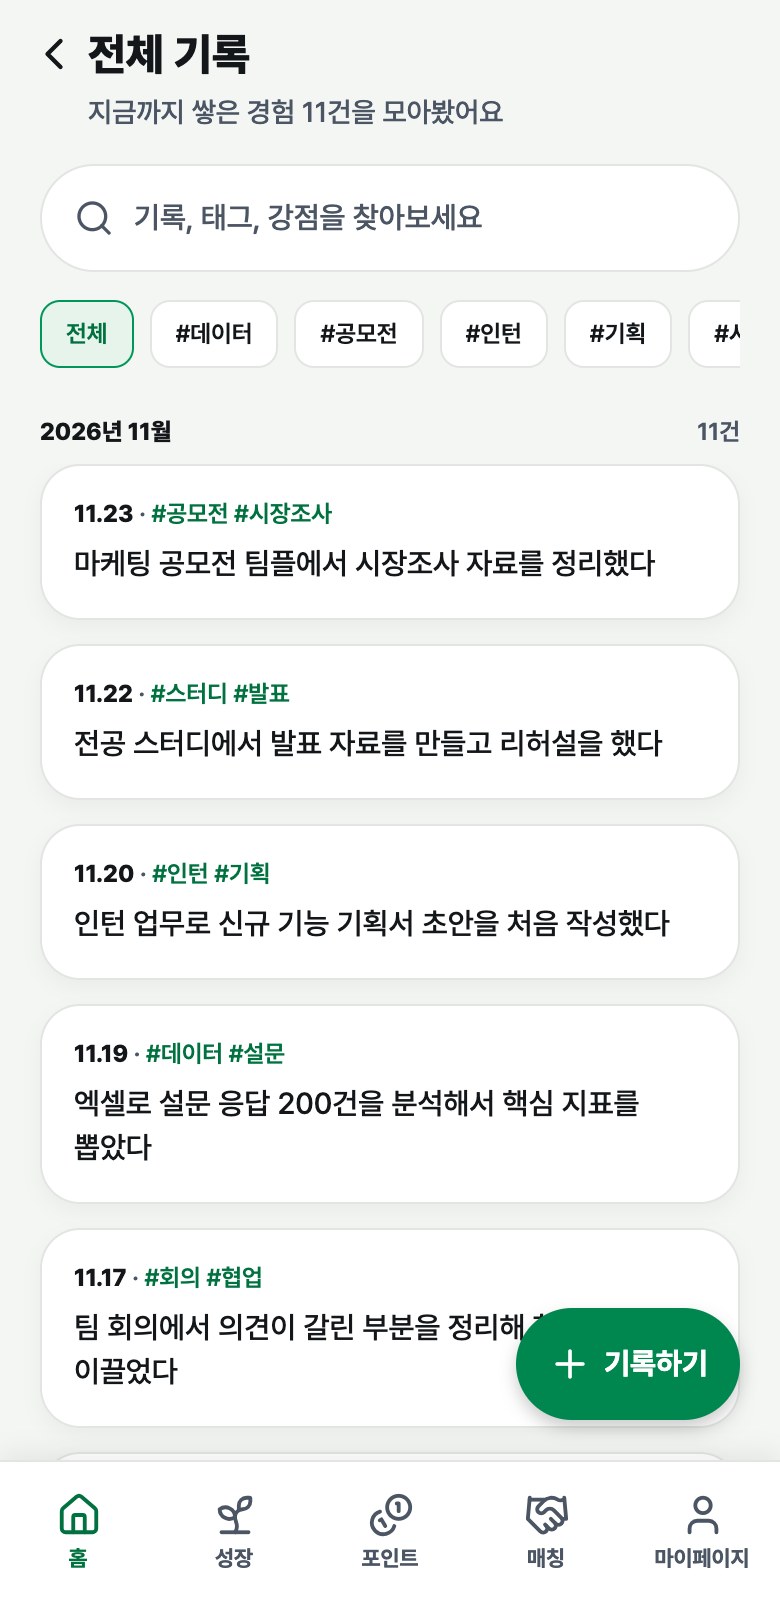 전체 기록
지금까지 쌓은 경험 11건을 모아봤어요
기록, 태그, 강점을 찾아보세요
전체 #데이터 #공모전 #인턴 #기획
2026년 11월 11건
11.23 · #공모전 #시장조사
마케팅 공모전 팀플에서 시장조사 자료를 정리했다
11.22 · #스터디 #발표
전공 스터디에서 발표 자료를 만들고 리허설을 했다
11.20 · #인턴 #기획
인턴 업무로 신규 기능 기획서 초안을 처음 작성했다
11.19 · #데이터 #설문
엑셀로 설문 응답 200건을 분석해서 핵심 지표를
뽑았다
11.17 · #회의 #협업
팀 회의에서 의견이 갈린 부분을 정리해
이끌었다
기록하기
홈 성장 포인트 매칭 마이페이지